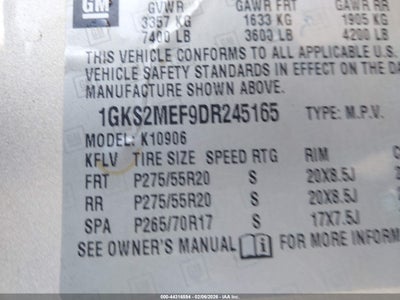 GM GVWR GAWR FRT GAWR RR
3357 KG 1633 KG 1905 KG
7400 LB 3600 LB 4200 LB
THIS VEHICLE CONFORMS TO ALL APPLICABLE U.S.
VEHICLE SAFETY STANDARDS IN EFFECT ON THE DA
MANUFACTURE SHOWN ABOVE.
1GKS2MEF9DR245165 TYPE: M.P.V.
MODEL: K10906
KFLV TIRE SIZE SPEED RTG RIM
FRT P275/55R20 S 20X8.5J
RR P275/55R20 S 20X8.5J
SPA P265/70R17 S 17X7.5J
SEE OWNER'S MANUAL FOR MORE INFORMA